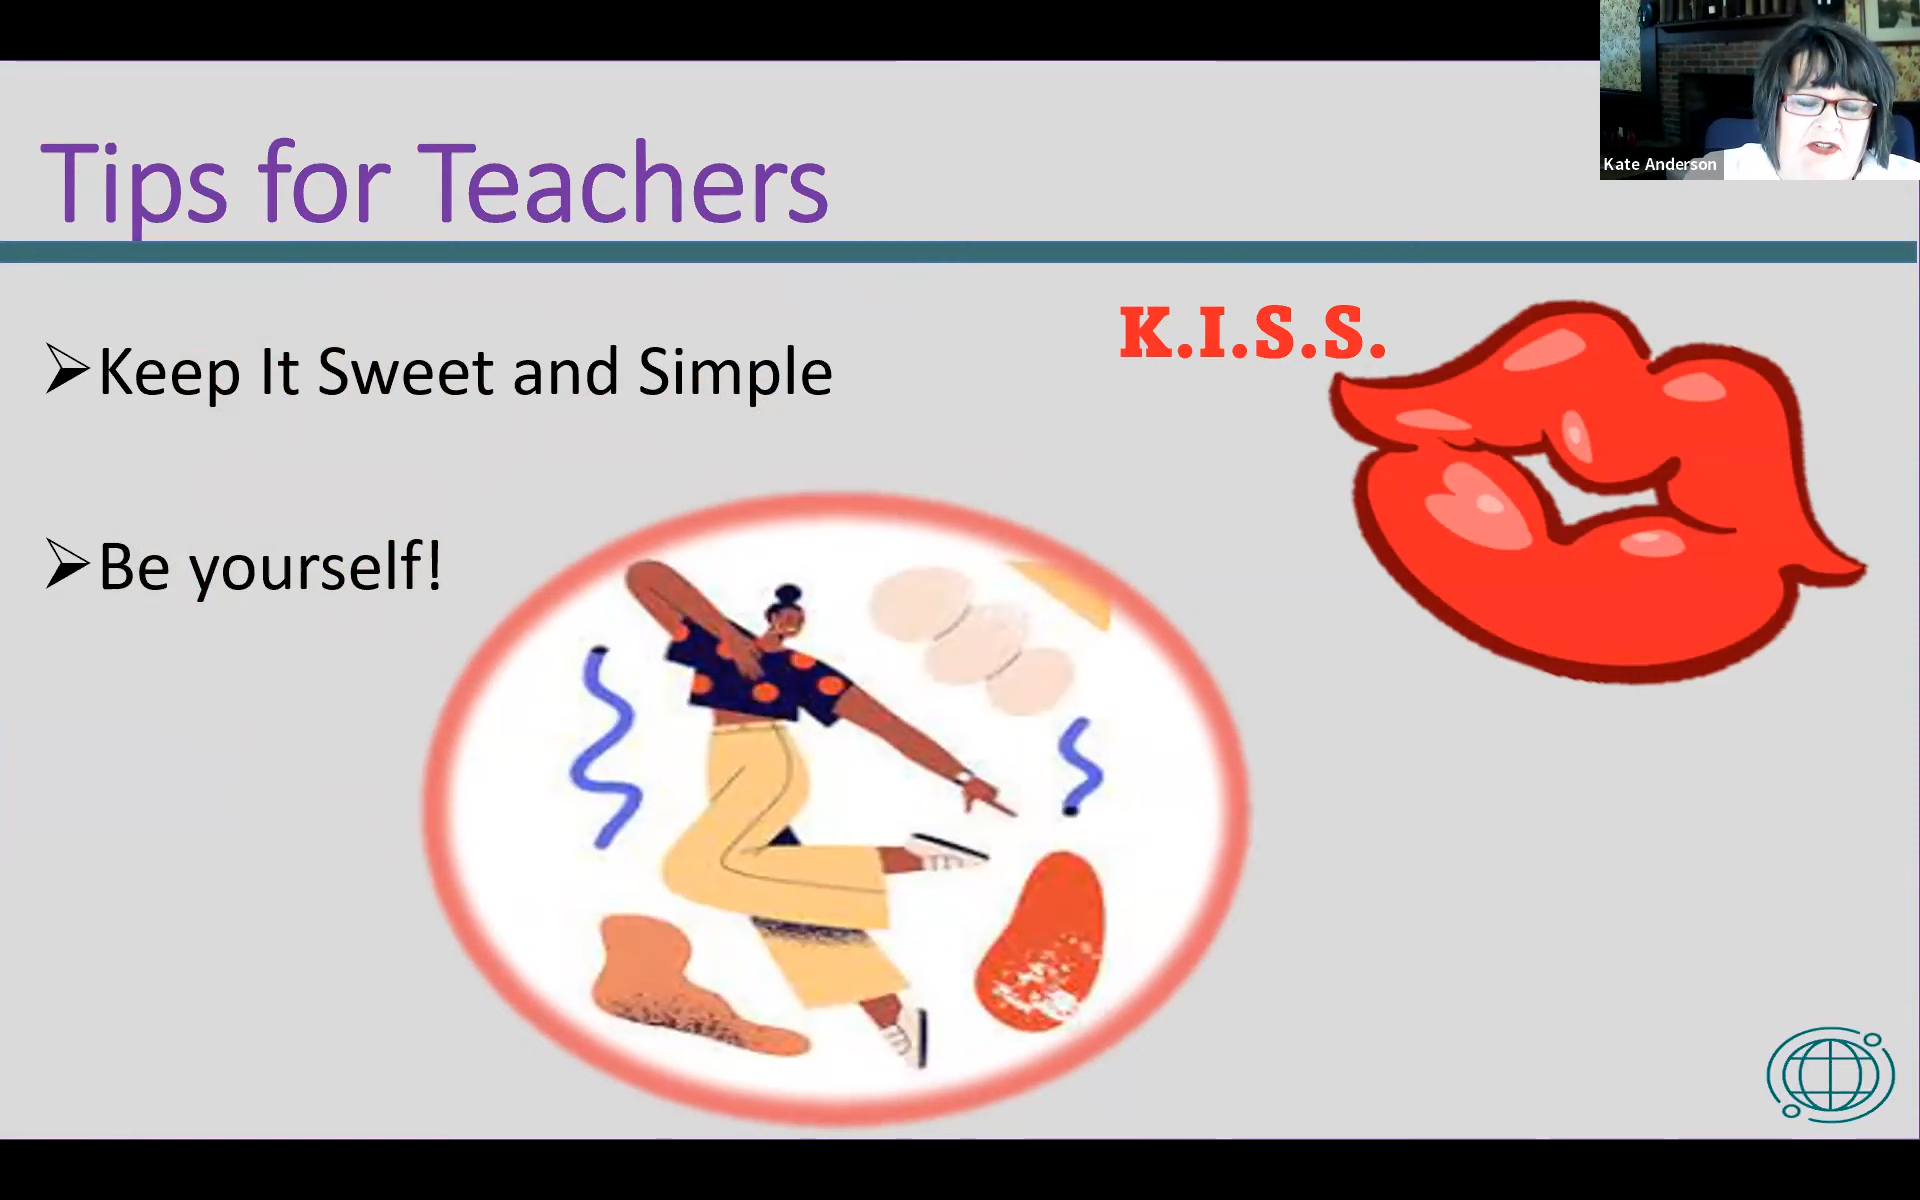 Kate Anderson
Tips for Teachers
K.I.S.S.
➢Keep It Sweet and Simple
➢Be yourself!